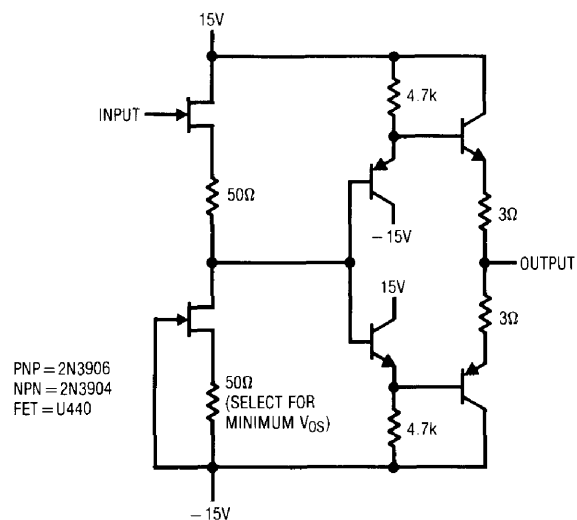 15V
4.7k
INPUT
50Ω
3Ω
−15V
OUTPUT
15V
3Ω
PNP = 2N3906
NPN = 2N3904
FET = U440
50Ω
(SELECT FOR
MINIMUM VOS)
4.7k
−15V